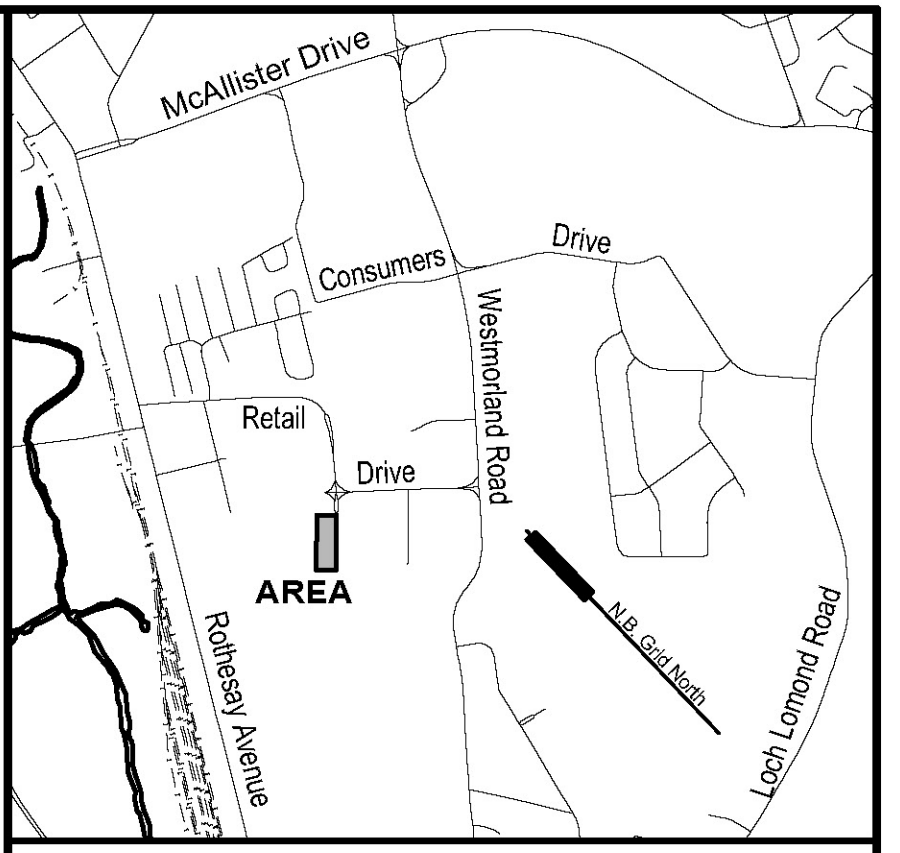 McAllister Drive
Drive
Consumers
Westmorland Road
Retail
Drive
AREA
N.B. Grid North
Rothesay Avenue
Loch Lomond Road